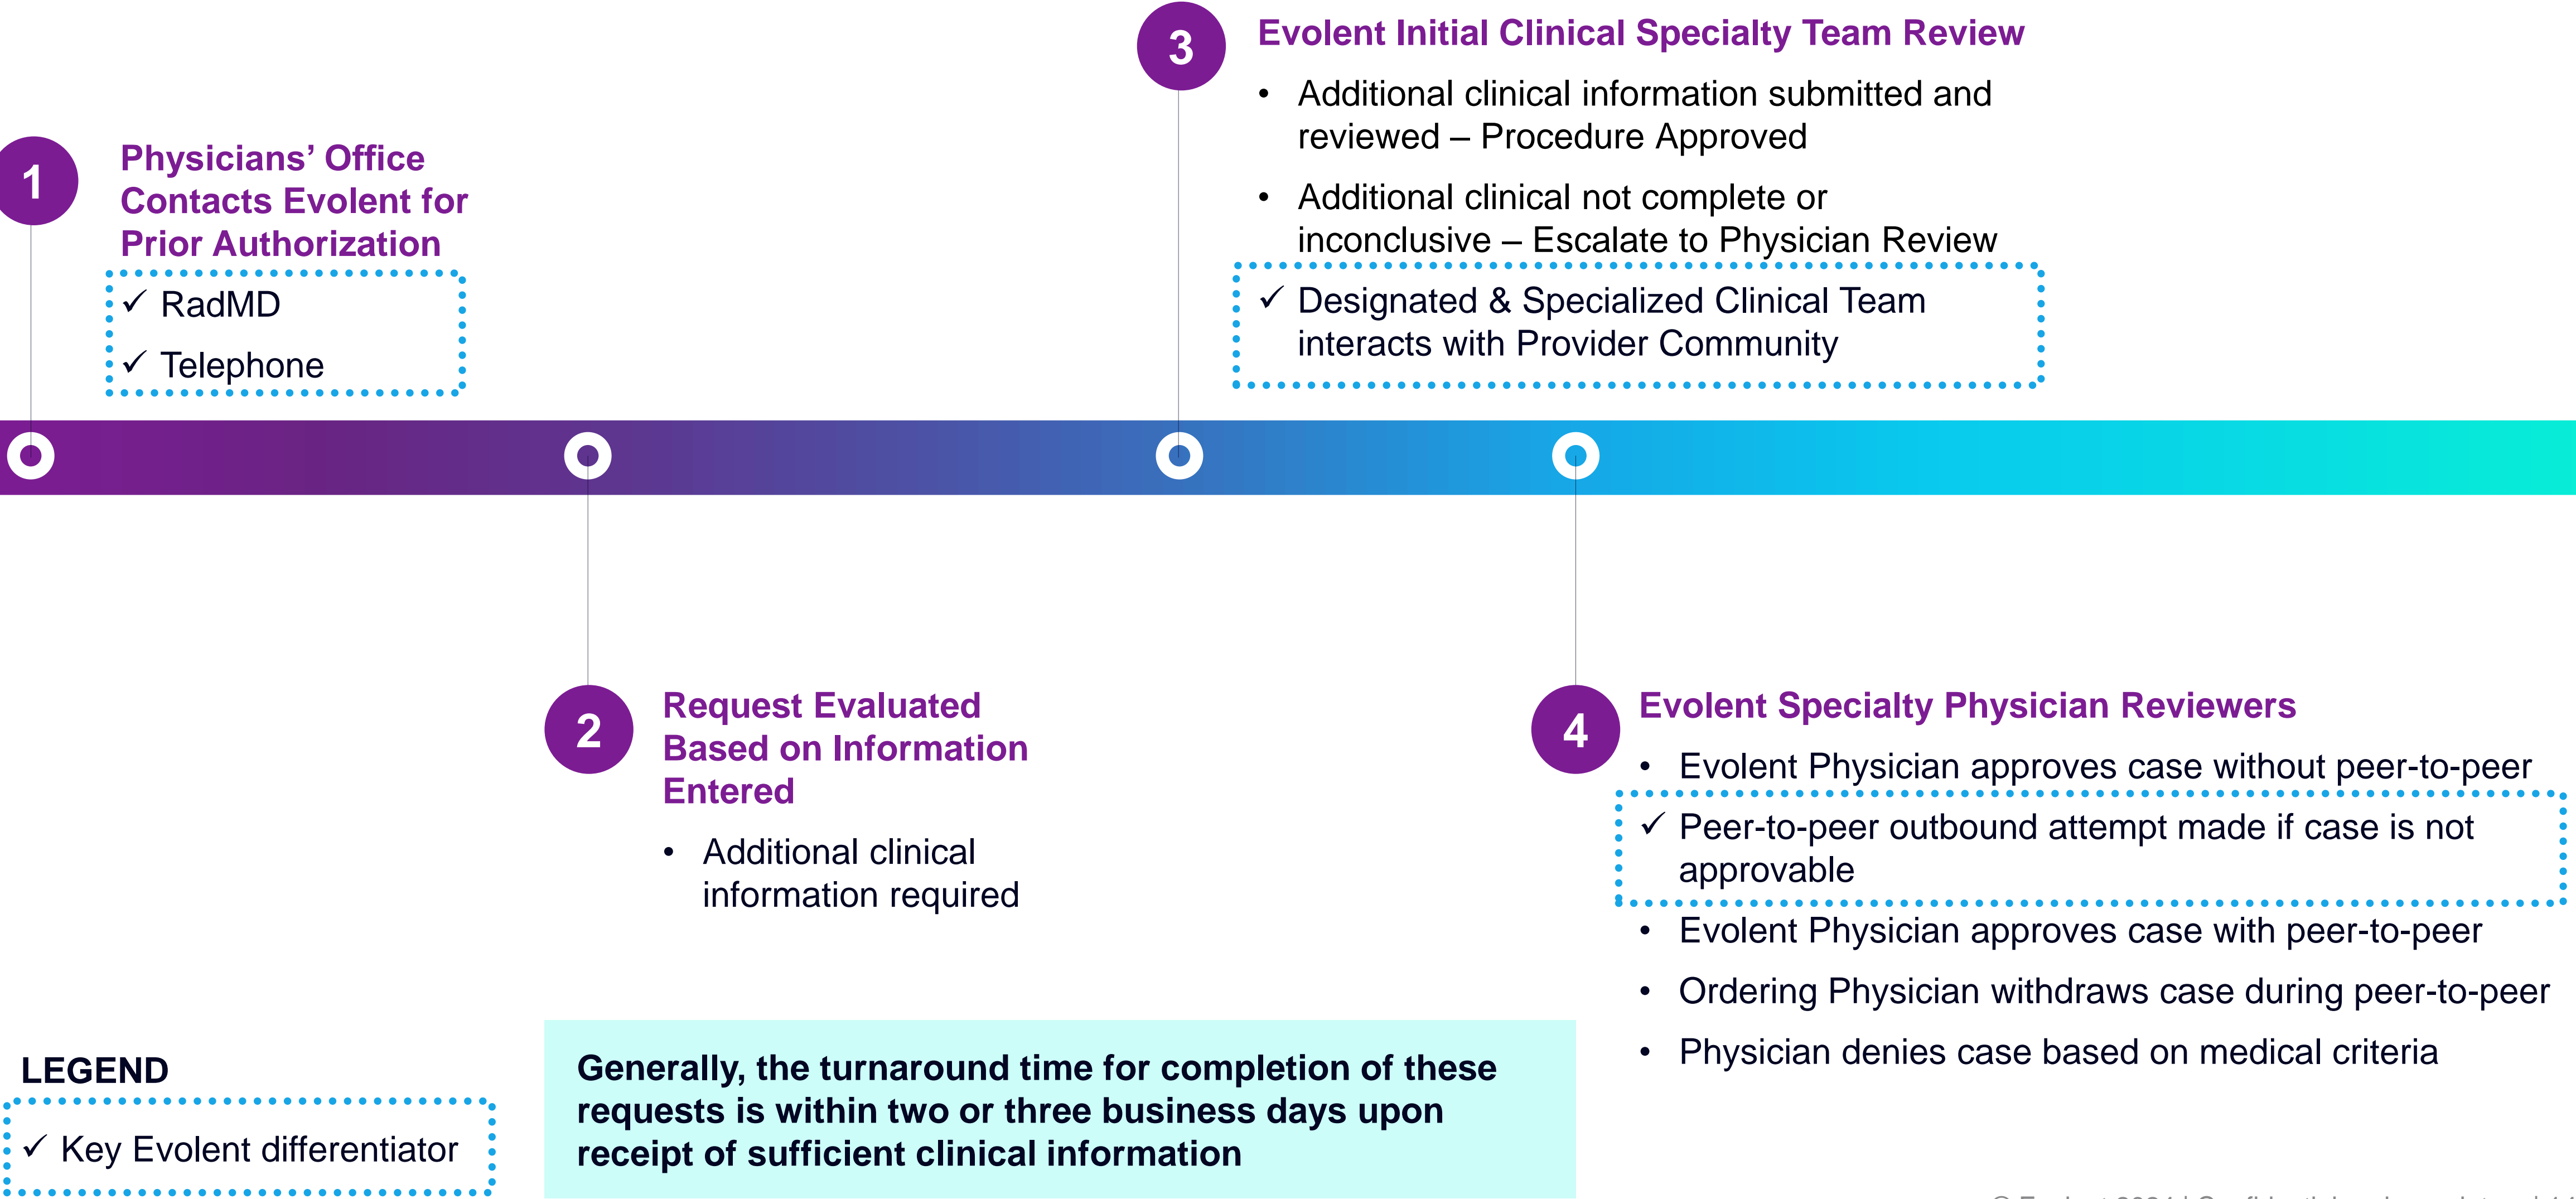 1
Physicians’ Office
Contacts Evolent for
Prior Authorization
✓ RadMD
✓ Telephone
2
Request Evaluated
Based on Information
Entered
• Additional clinical
information required
3
Evolent Initial Clinical Specialty Team Review
• Additional clinical information submitted and
reviewed – Procedure Approved
• Additional clinical not complete or
inconclusive – Escalate to Physician Review
✓ Designated & Specialized Clinical Team
interacts with Provider Community
4
Evolent Specialty Physician Reviewers
• Evolent Physician approves case without peer-to-peer
✓ Peer-to-peer outbound attempt made if case is not
approvable
• Evolent Physician approves case with peer-to-peer
• Ordering Physician withdraws case during peer-to-peer
• Physician denies case based on medical criteria
LEGEND
✓ Key Evolent differentiator
Generally, the turnaround time for completion of these
requests is within two or three business days upon
receipt of sufficient clinical information